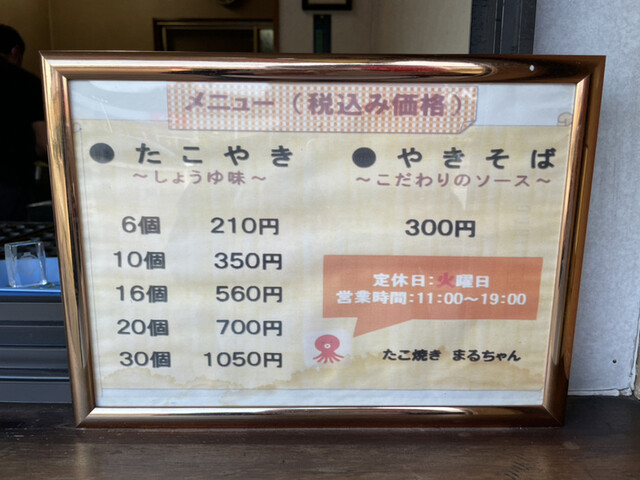 メニュー（税込み価格）
● たこやき
～しょうゆ味～
6個 210円
10個 350円
16個 560円
20個 700円
30個 1050円
● やきそば
～こだわりのソース～
300円
定休日：火曜日
営業時間：11:00～19:00
たこ焼き まるちゃん